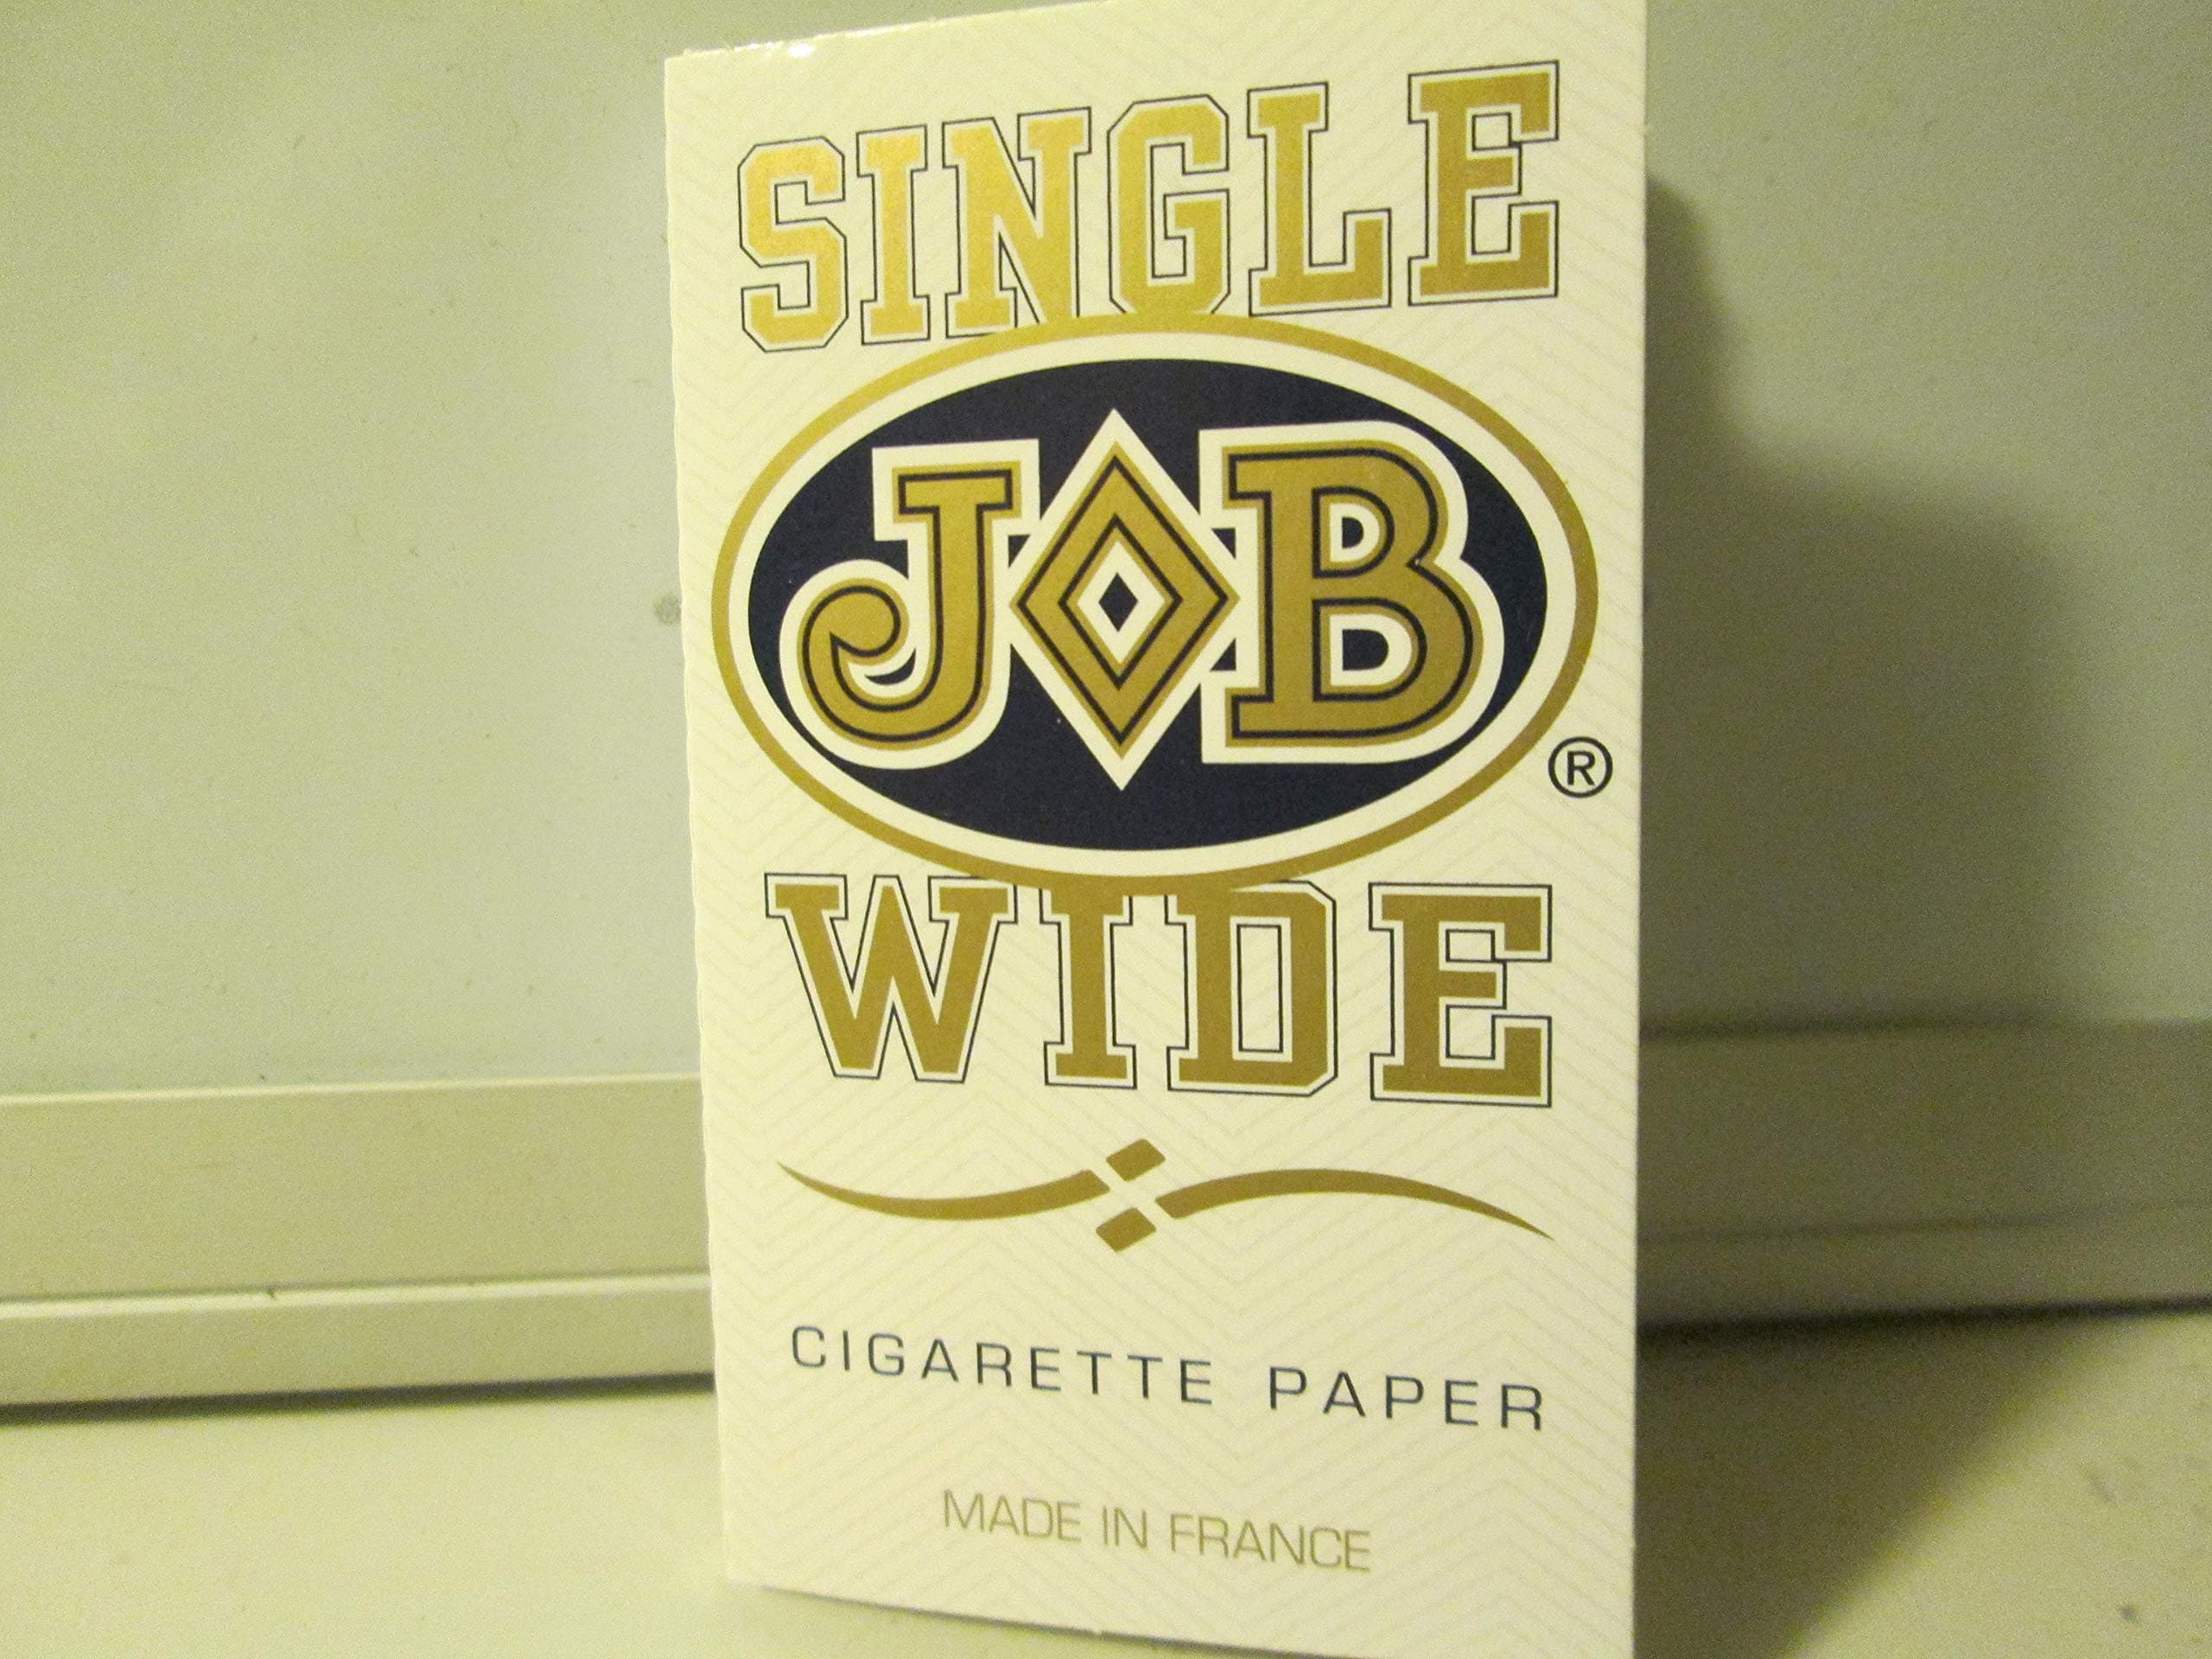 SINGLE
JOB®
WIDE
CIGARETTE PAPER
MADE IN FRANCE